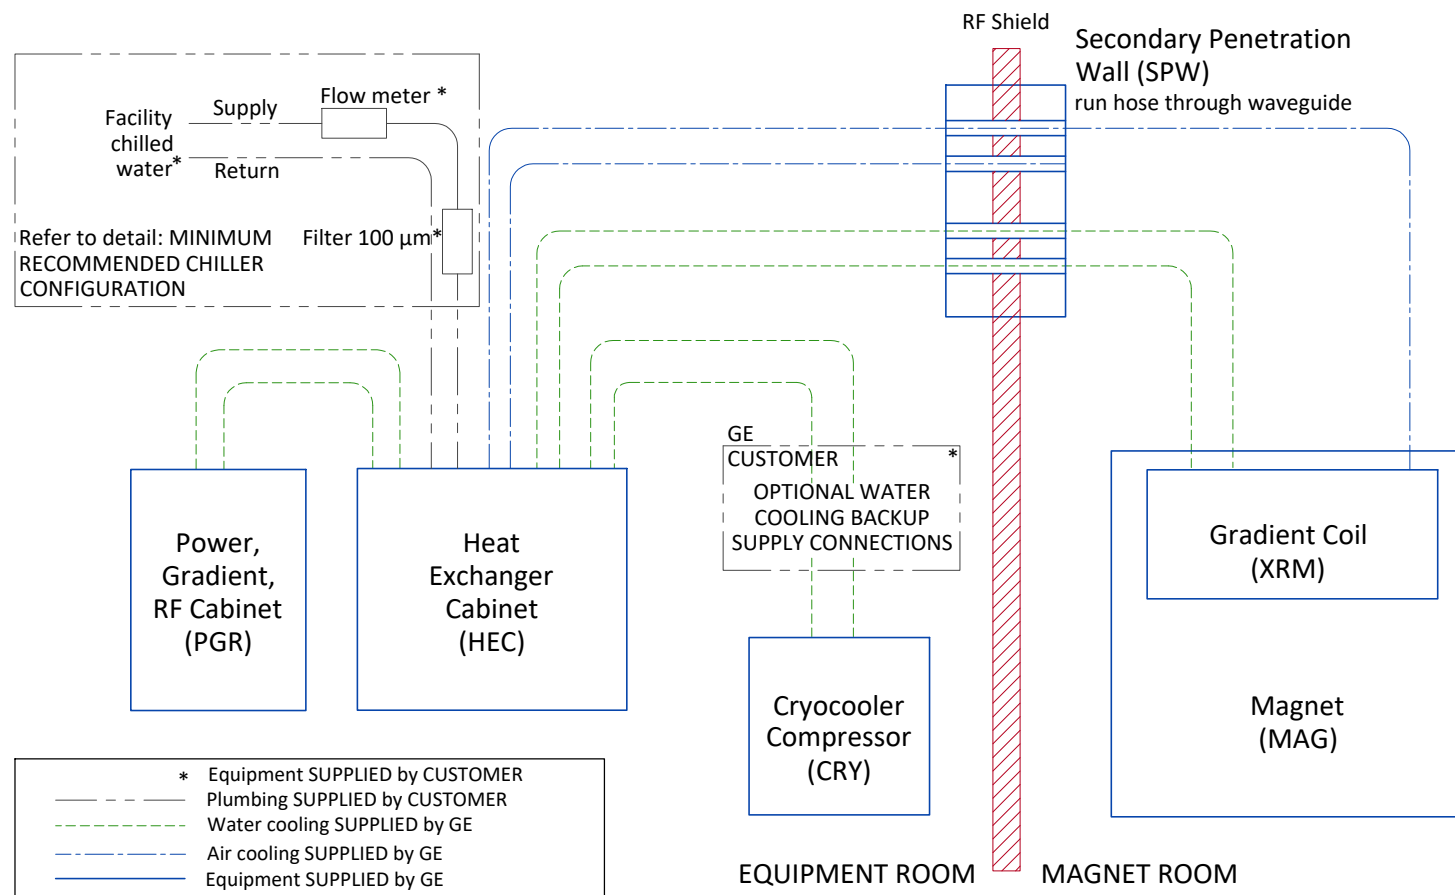 RF Shield
Secondary Penetration
Wall (SPW)
run hose through waveguide
Flow meter *
Supply
Facility
chilled
water*
Return
Refer to detail: MINIMUM
RECOMMENDED CHILLER
CONFIGURATION
Filter 100 µm*
GE
CUSTOMER *
OPTIONAL WATER
COOLING BACKUP
SUPPLY CONNECTIONS
Power,
Gradient,
RF Cabinet
(PGR)
Heat
Exchanger
Cabinet
(HEC)
Gradient Coil
(XRM)
Cryocooler
Compressor
(CRY)
Magnet
(MAG)
* Equipment SUPPLIED by CUSTOMER
Plumbing SUPPLIED by CUSTOMER
Water cooling SUPPLIED by GE
Air cooling SUPPLIED by GE
Equipment SUPPLIED by GE
EQUIPMENT ROOM
MAGNET ROOM